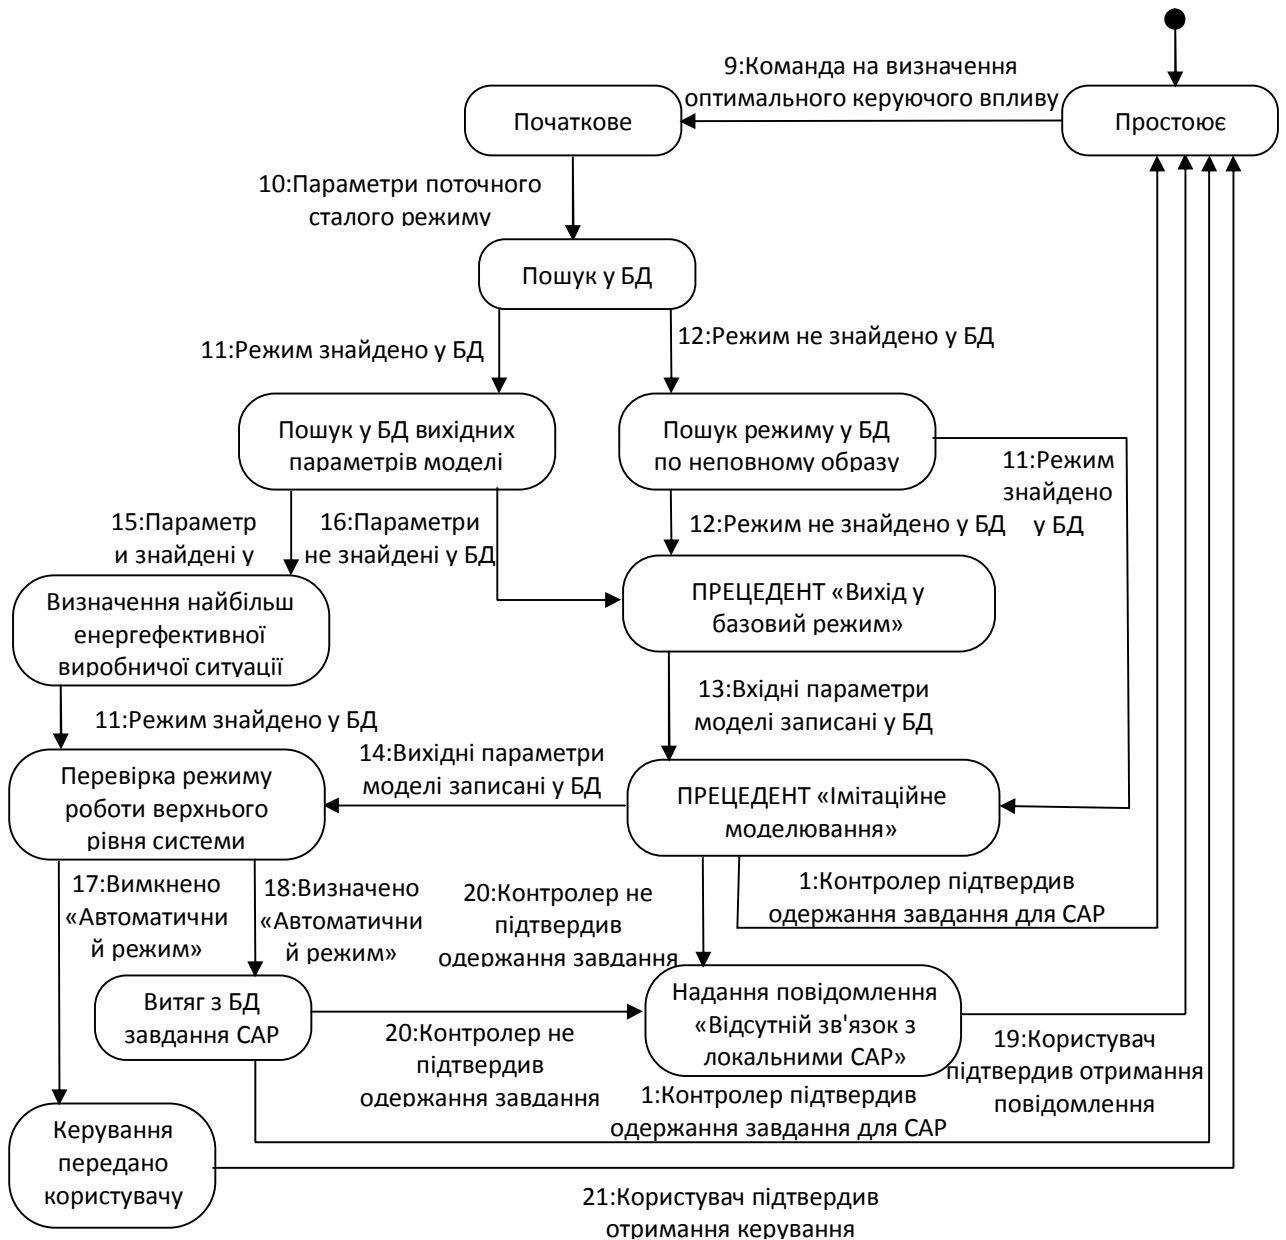 9:Команда на визначення
оптимального керуючого впливу
Початкове
Простоює
10:Параметри поточного
сталого режиму
Пошук у БД
11:Режим знайдено у БД
12:Режим не знайдено у БД
Пошук у БД вихідних
параметрів моделі
Пошук режиму у БД
по неповному образу
11:Режим
знайдено
у БД
15:Параметр
и знайдені у
16:Параметри
не знайдені у БД
12:Режим не знайдено у БД
Визначення найбільш
енергефективної
виробничої ситуації
ПРЕЦЕДЕНТ «Вихід у
базовий режим»
13:Вхідні параметри
моделі записані у БД
11:Режим знайдено у БД
14:Вихідні параметри
моделі записані у БД
Перевірка режиму
роботи верхнього
рівня системи
ПРЕЦЕДЕНТ «Імітаційне
моделювання»
17:Вимкнено
«Автоматични
й режим»
18:Визначено
«Автоматични
й режим»
20:Контролер не
підтвердив
одержання завдання
1:Контролер підтвердив
одержання завдання для САР
Витяг з БД
завдання САР
Надання повідомлення
«Відсутній зв'язок з
локальними САР»
20:Контролер не
підтвердив
одержання завдання
19:Користувач
підтвердив отримання
повідомлення
1:Контролер підтвердив
одержання завдання для САР
Керування
передано
користувачу
21:Користувач підтвердив
отримання керування